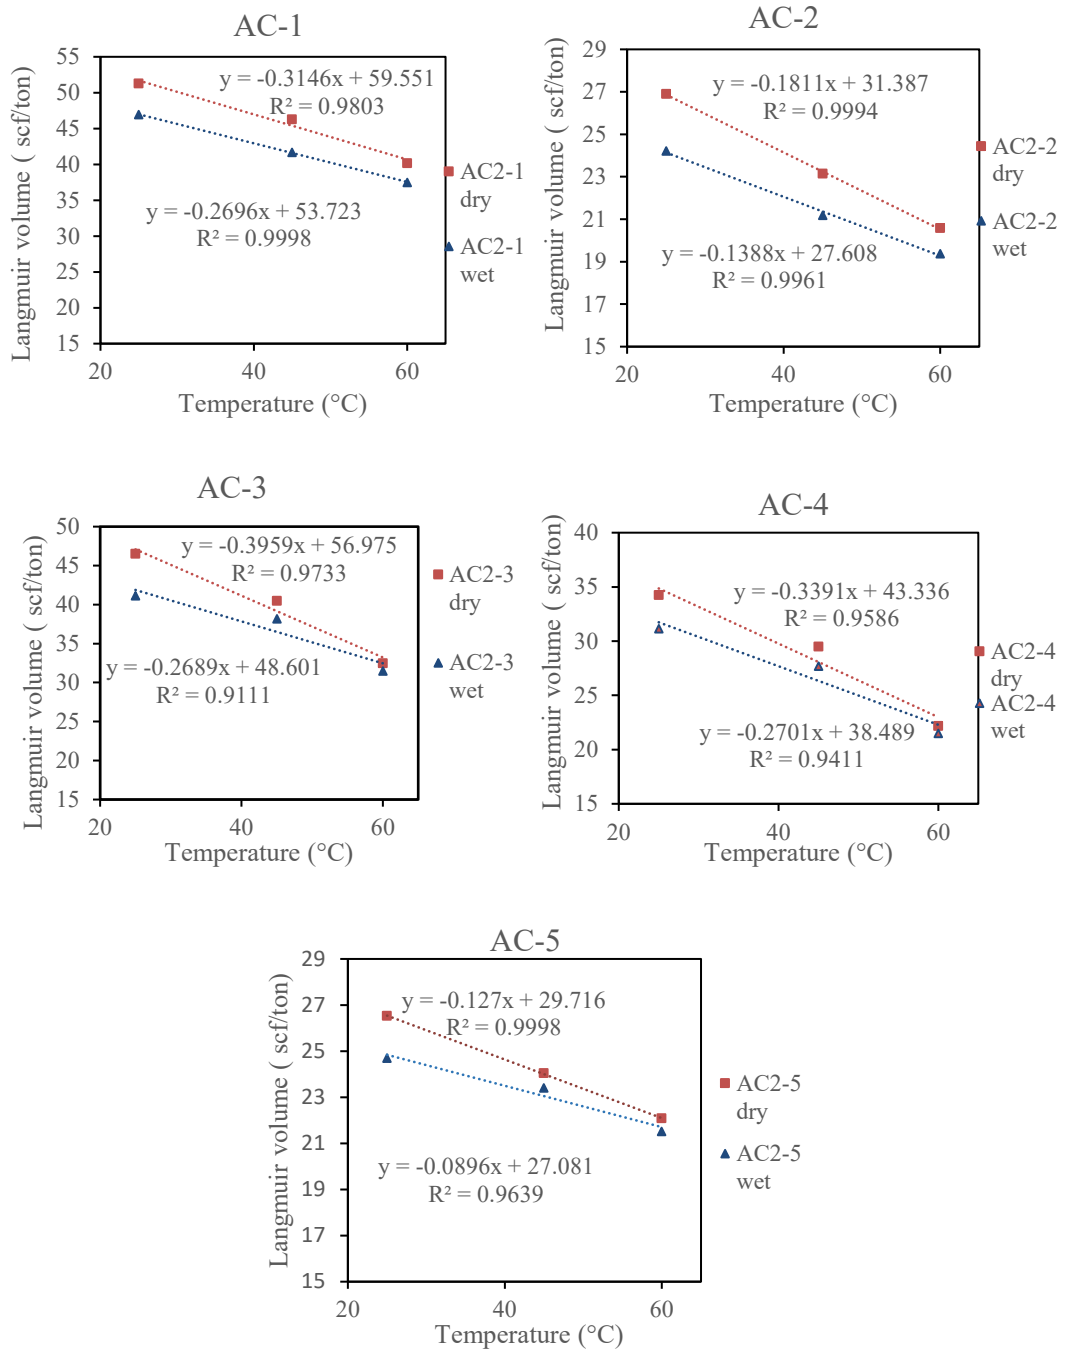 AC-1
Langmuir volume ( scf/ton)
55
50
45
40
35
30
25
20
15
y = -0.3146x + 59.551
R² = 0.9803
y = -0.2696x + 53.723
R² = 0.9998
20
40
60
Temperature (°C)
AC2-1
dry
AC2-1
wet
AC-2
Langmuir volume ( scf/ton)
29
27
25
23
21
19
17
15
y = -0.1811x + 31.387
R² = 0.9994
y = -0.1388x + 27.608
R² = 0.9961
20
40
60
Temperature (°C)
AC2-2
dry
AC2-2
wet
AC-3
Langmuir volume ( scf/ton)
50
45
40
35
30
25
20
15
y = -0.3959x + 56.975
R² = 0.9733
y = -0.2689x + 48.601
R² = 0.9111
20
40
60
Temperature (°C)
AC2-3
dry
AC2-3
wet
AC-4
Langmuir volume ( scf/ton)
40
35
30
25
20
15
y = -0.3391x + 43.336
R² = 0.9586
y = -0.2701x + 38.489
R² = 0.9411
20
40
60
Temperature (°C)
AC2-4
dry
AC2-4
wet
AC-5
Langmuir volume ( scf/ton)
29
27
25
23
21
19
17
15
y = -0.127x + 29.716
R² = 0.9998
y = -0.0896x + 27.081
R² = 0.9639
20
40
60
Temperature (°C)
AC2-5
dry
AC2-5
wet